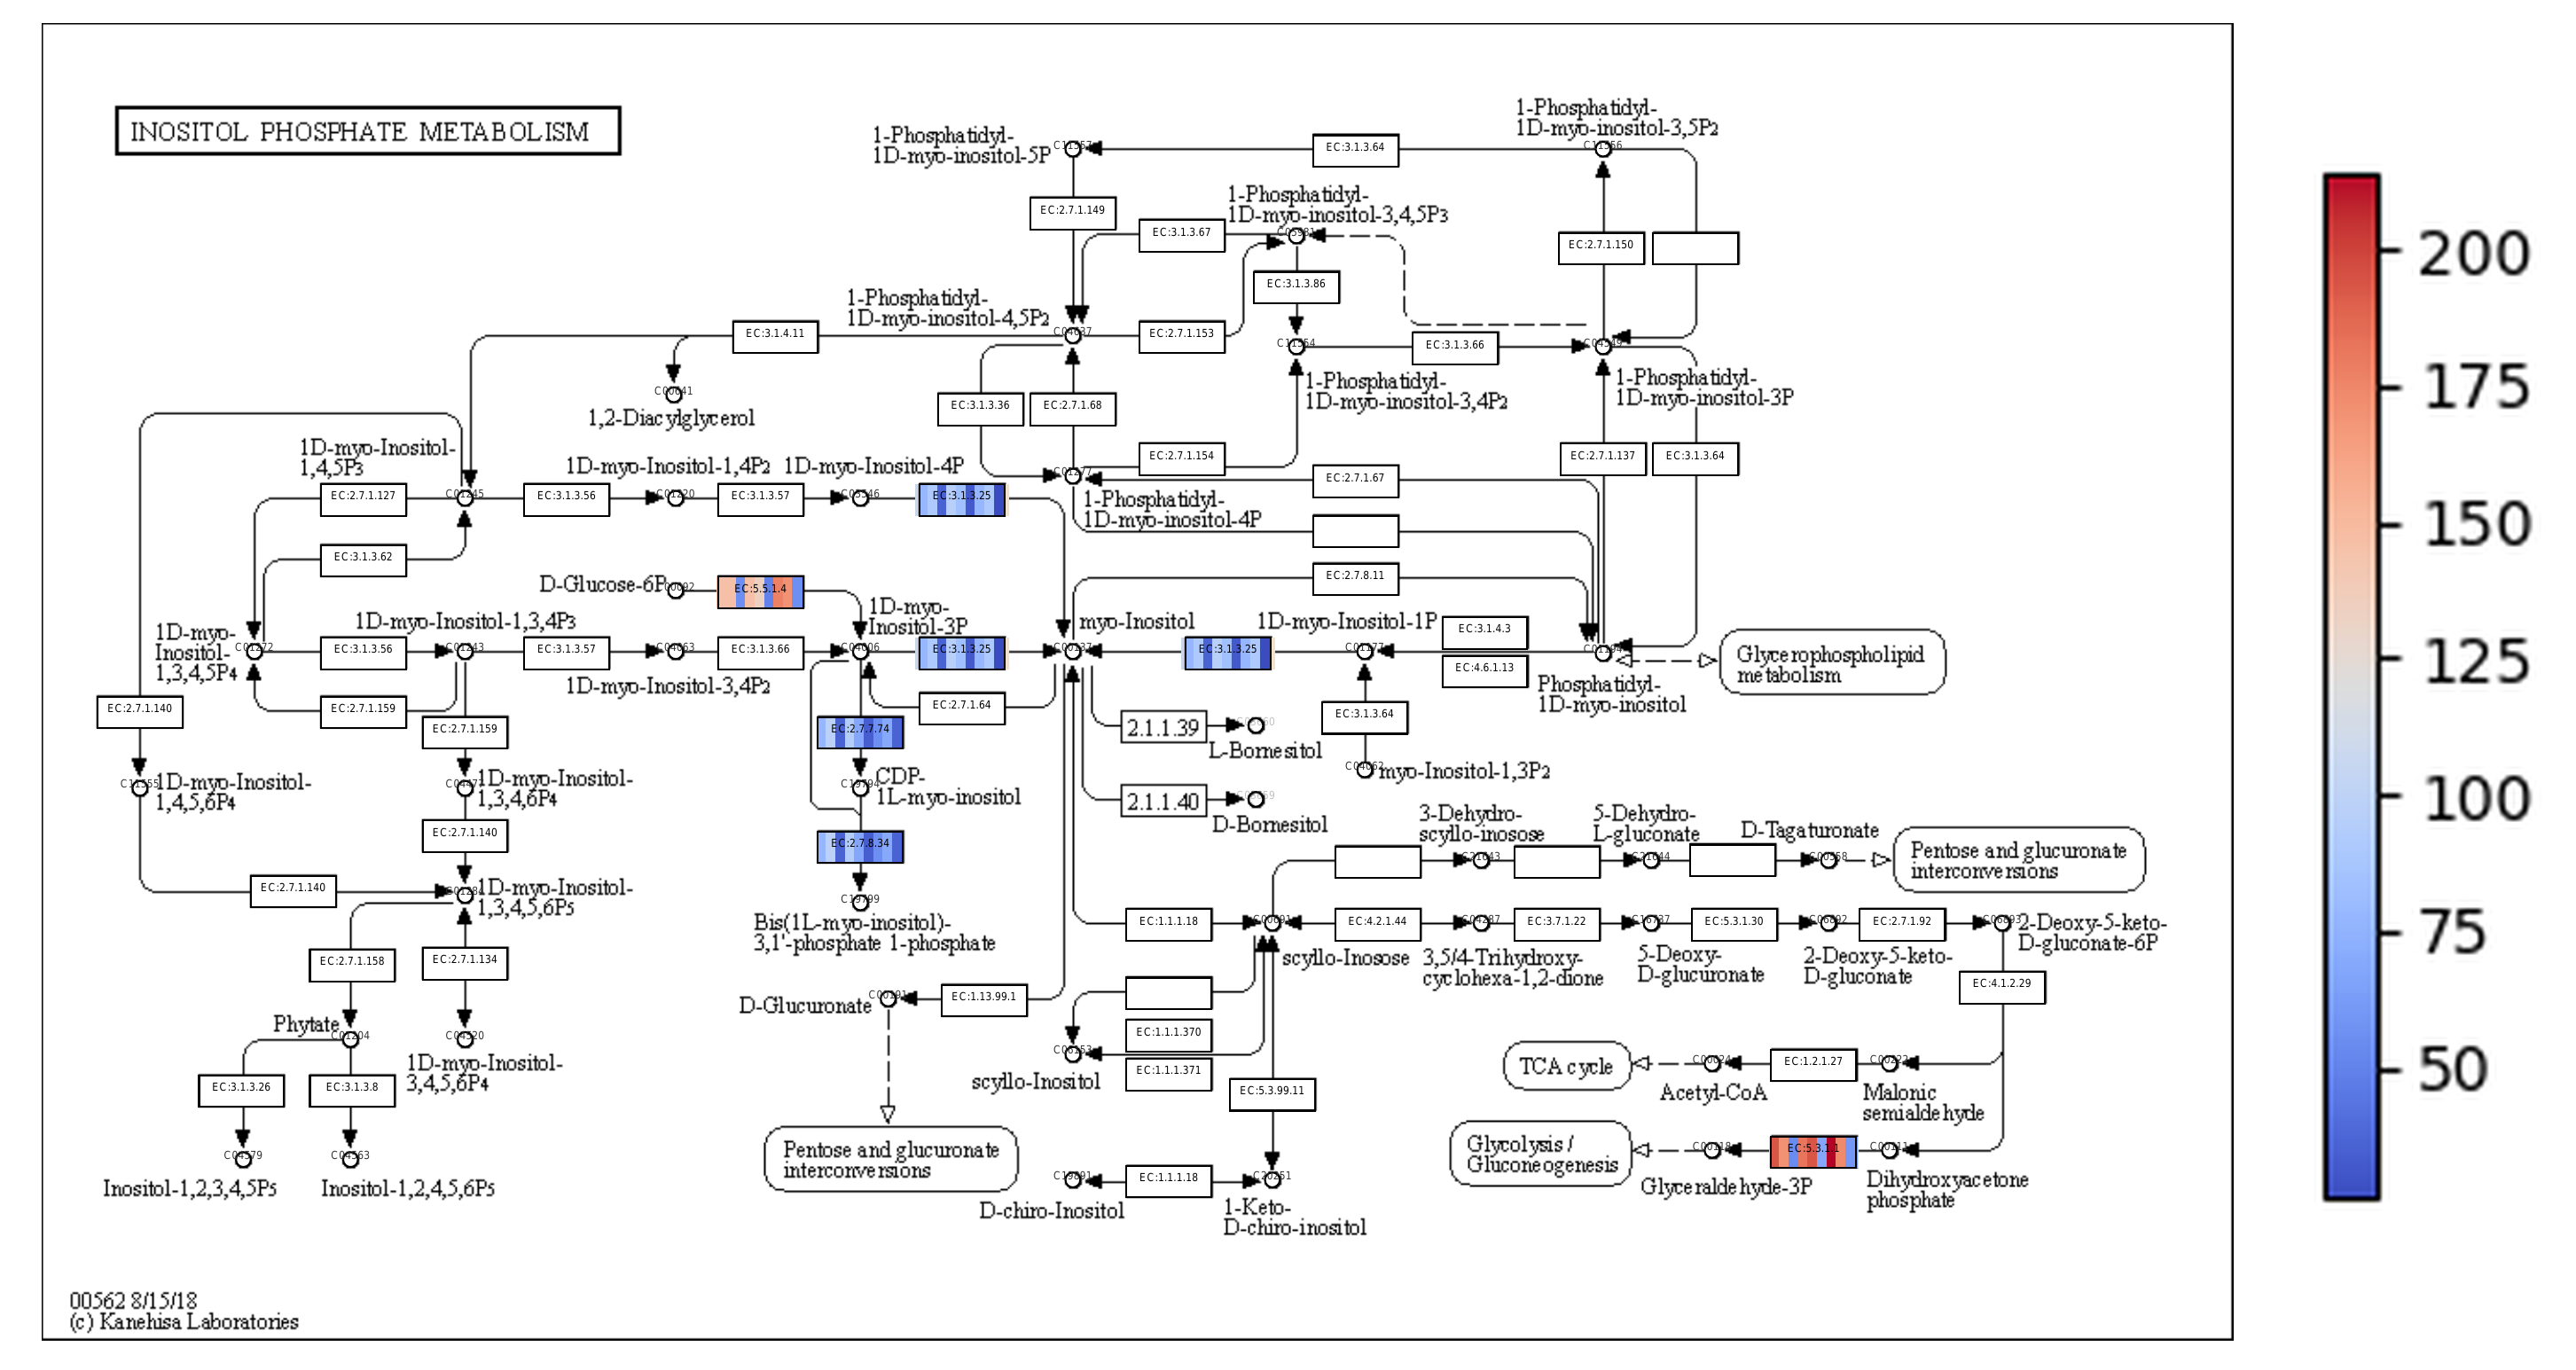 INOSITOL PHOSPHATE METABOLISM
1-Phosphatidyl-
1D-myo-inositol-5P
EC:3.1.3.64
1-Phosphatidyl-
1D-myo-inositol-3,5P2
EC:2.7.1.149
1-Phosphatidyl-
1D-myo-inositol-3,4,5P3
EC:3.1.3.67
EC:2.7.1.150
EC:3.1.3.86
1-Phosphatidyl-
1D-myo-inositol-4,5P2
EC:3.1.4.11
EC:2.7.1.153
EC:3.1.3.66
1,2-Diacylglycerol
EC:3.1.3.36
EC:2.7.1.68
1-Phosphatidyl-
1D-myo-inositol-3,4P2
1-Phosphatidyl-
1D-myo-inositol-3P
1D-myo-Inositol-
1,4,5P3
1D-myo-Inositol-1,4P2
1D-myo-Inositol-4P
EC:2.7.1.154
EC:2.7.1.137
EC:3.1.3.64
EC:2.7.1.67
EC:2.7.1.127
EC:3.1.3.56
EC:3.1.3.57
EC:3.1.3.25
1-Phosphatidyl-
1D-myo-inositol-4P
EC:3.1.3.62
D-Glucose-6P
EC:5.5.1.4
EC:2.7.8.11
1D-myo-
Inositol-
1,3,4,5P4
1D-myo-Inositol-1,3,4P3
1D-myo-
Inositol-3P
myo-Inositol
1D-myo-Inositol-1P
EC:3.1.4.3
EC:3.1.3.56
EC:3.1.3.57
EC:3.1.3.66
EC:3.1.3.25
EC:3.1.3.25
EC:4.6.1.13
Glycerophospholipid
metabolism
1D-myo-Inositol-3,4P2
Phosphatidyl-
1D-myo-inositol
EC:2.7.1.140
EC:2.7.1.159
EC:2.7.1.159
EC:2.7.1.64
EC:2.7.7.74
2.1.1.39
L-Bornesitol
EC:3.1.3.64
myo-Inositol-1,3P2
1D-myo-Inositol-
1,4,5,6P4
1D-myo-Inositol-
1,3,4,6P4
CDP-
1L-myo-inositol
2.1.1.40
D-Bornesitol
EC:2.7.1.140
EC:2.7.8.34
3-Dehydro-
scyllo-inosose
5-Dehydro-
L-gluconate
D-Tagaturonate
Pentose and glucuronate
interconversions
EC:2.7.1.140
1D-myo-Inositol-
1,3,4,5,6P5
C19799
Bis(1L-myo-inositol)-
3,1'-phosphate 1-phosphate
EC:1.1.1.18
EC:4.2.1.44
EC:3.7.1.22
EC:5.3.1.30
EC:2.7.1.92
2-Deoxy-5-keto-
D-gluconate-6P
scyllo-Inosose
3,5/4-Trihydroxy-
cyclohexa-1,2-dione
5-Deoxy-
D-glucuronate
2-Deoxy-5-keto-
D-gluconate
EC:2.7.1.158
EC:2.7.1.134
EC:4.1.2.29
D-Glucuronate
EC:1.13.99.1
Phytate
EC:1.1.1.370
EC:1.1.1.371
scyllo-Inositol
1D-myo-Inositol-
3,4,5,6P4
EC:3.1.3.26
EC:3.1.3.8
EC:5.3.99.11
TCA cycle
Acetyl-CoA
EC:1.2.1.27
Malonic
semialdehyde
Pentose and glucuronate
interconversions
Glycolysis /
Gluconeogenesis
Glyceraldehyde-3P
EC:5.3.1.1
Dihydroxyacetone
phosphate
Inositol-1,2,3,4,5P5
Inositol-1,2,4,5,6P5
EC:1.1.1.18
D-chiro-Inositol
1-Keto-
D-chiro-inositol
00562 8/15/18
(c) Kanehisa Laboratories
200
175
150
125
100
75
50